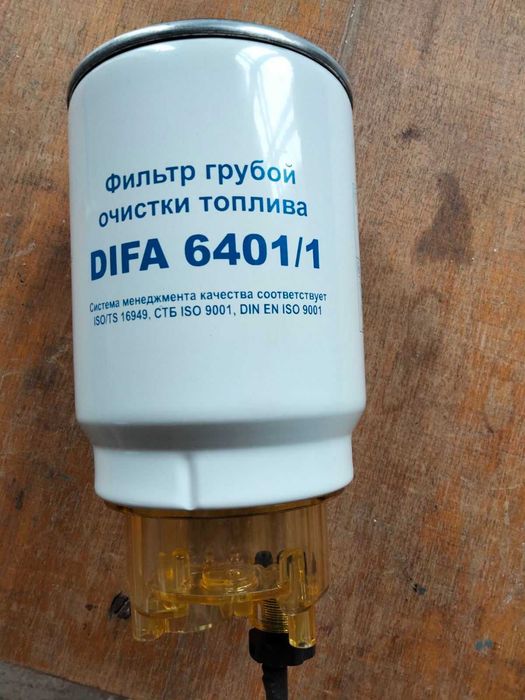 Фильтр грубой
очистки топлива
DIFA 6401/1
Система менеджмента качества соответствует
ISO/TS 16949, СТБ ISO 9001, DIN EN ISO 9001